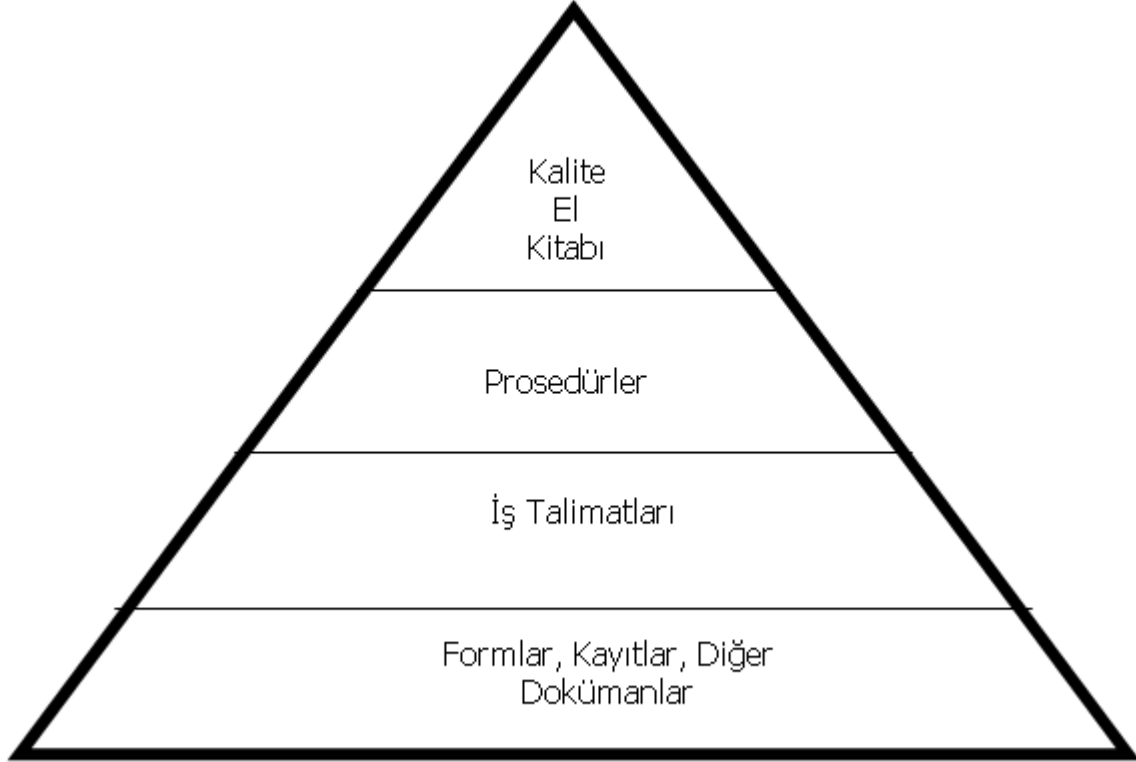 Kalite
El
Kitabı
Prosedürler
İş Talimatları
Formlar, Kayıtlar, Diğer
Dokümanlar